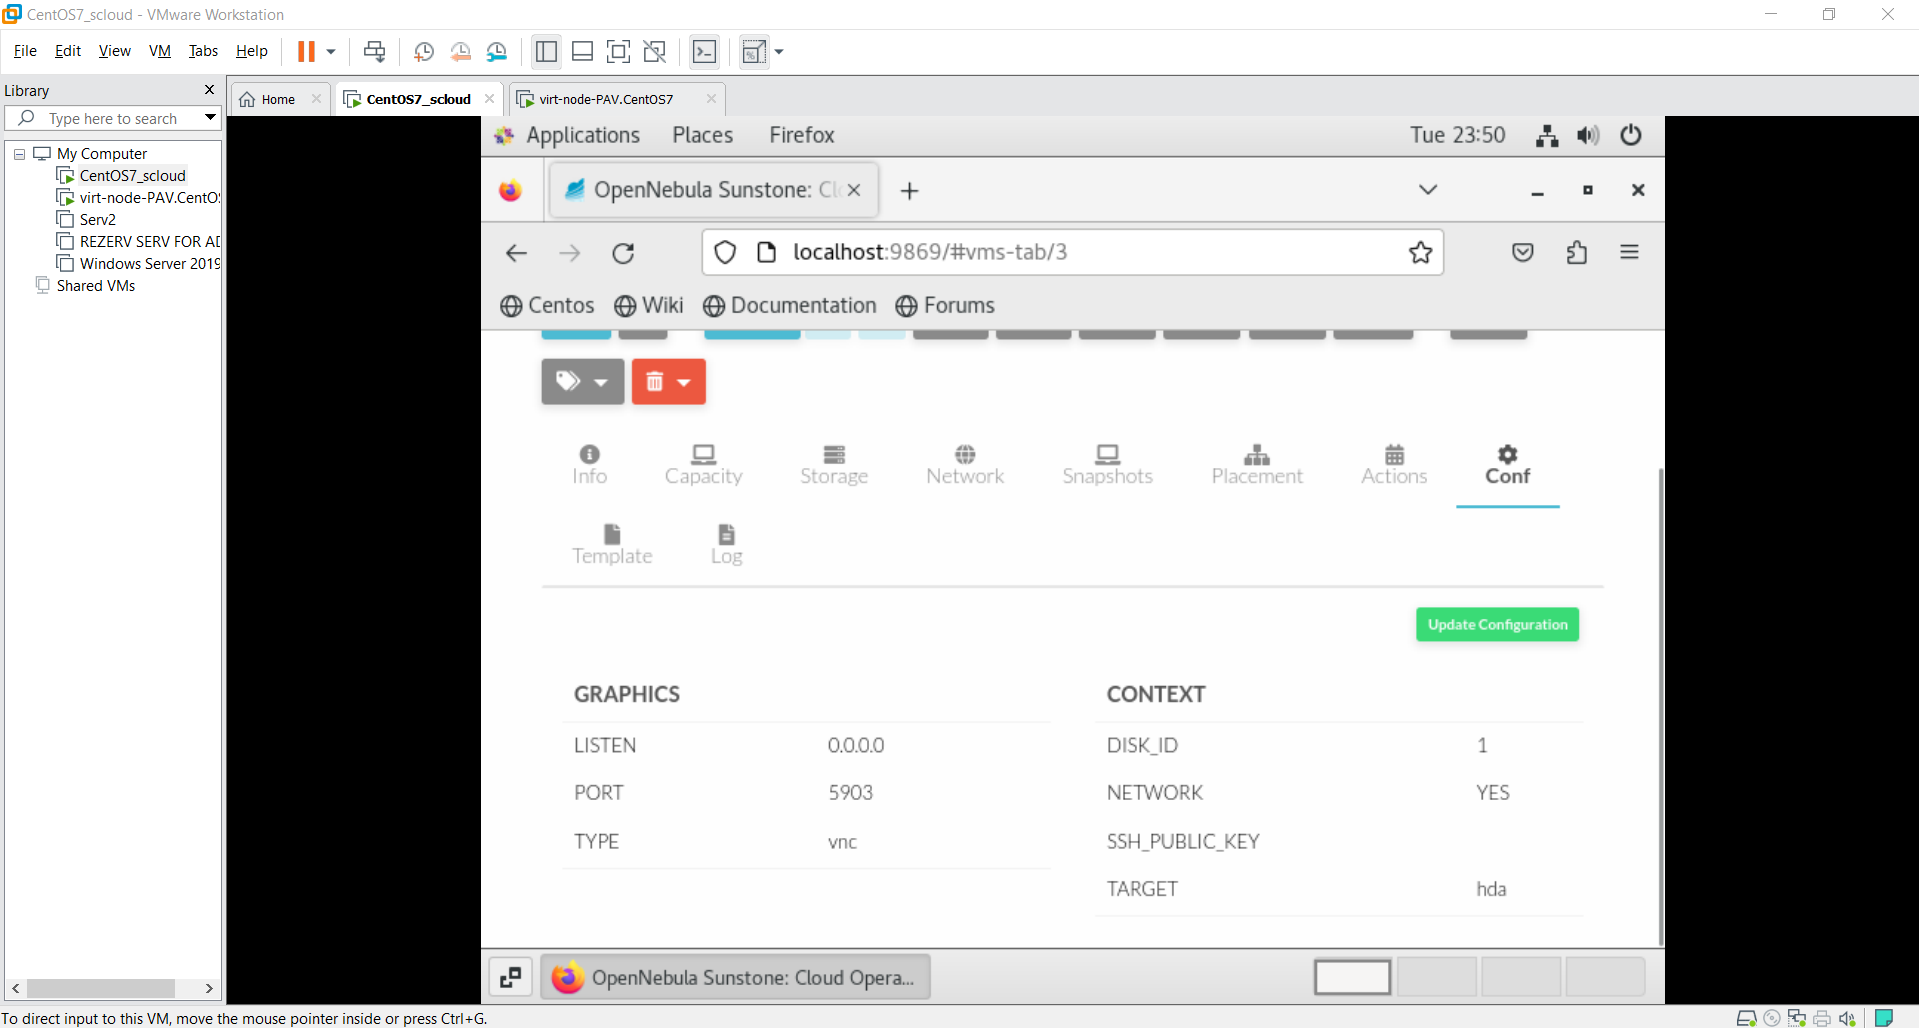 CentOS7_scloud - VMware Workstation
File Edit View VM Tabs Help
Library
Type here to search
My Computer
CentOS7_scloud
virt-node-PAV.CentOS
Serv2
REZERV SERV FOR AD
Windows Server 2019
Shared VMs
Home
CentOS7_scloud
virt-node-PAV.CentOS7
Applications Places Firefox Tue 23:50
OpenNebula Sunstone: Clo
localhost:9869/#vms-tab/3
Centos Wiki Documentation Forums
Info Capacity Storage Network Snapshots Placement Actions Conf
Template Log
Update Configuration
GRAPHICS
LISTEN 0.0.0.0
PORT 5903
TYPE vnc
CONTEXT
DISK_ID 1
NETWORK YES
SSH_PUBLIC_KEY
TARGET hda
OpenNebula Sunstone: Cloud Opera...
To direct input to this VM, move the mouse pointer inside or press Ctrl+G.